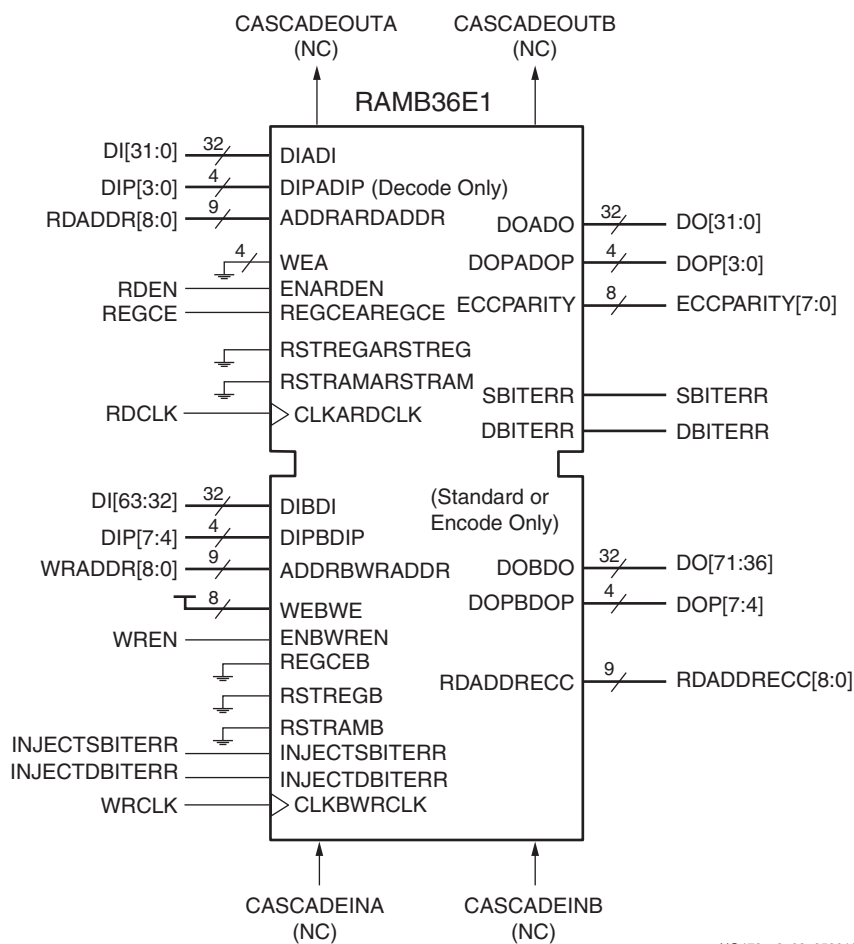 CASCADEOUTA
(NC)
CASCADEOUTB
(NC)
RAMB36E1
DI[31:0] 32 DIADI
DIP[3:0] 4 DIPADIP (Decode Only)
RDADDR[8:0] 9 ADDRARDADDR
DOADO 32 DO[31:0]
4 WEA
DOPADOP 4 DOP[3:0]
RDEN ENARDEN
ECCPARITY 8 ECCPARITY[7:0]
REGCE REGCEAREGCE
RSTREGARSTREG
RSTRAMARSTRAM
SBITERR SBITERR
RDCLK CLKARDCLK
DBITERR DBITERR
DI[63:32] 32 DIBDI
(Standard or
Encode Only)
DIP[7:4] 4 DIPBDIP
WRADDR[8:0] 9 ADDRBWRADDR
DOBDO 32 DO[71:36]
8 WEBWE
DOPBDOP 4 DOP[7:4]
WREN ENBWREN
REGCEB
RDADDRECC 9 RDADDRECC[8:0]
RSTREGB
RSTRAMB
INJECTSBITERR INJECTSBITERR
INJECTDBITERR INJECTDBITERR
WRCLK CLKBWRCLK
CASCADEINA
(NC)
CASCADEINB
(NC)